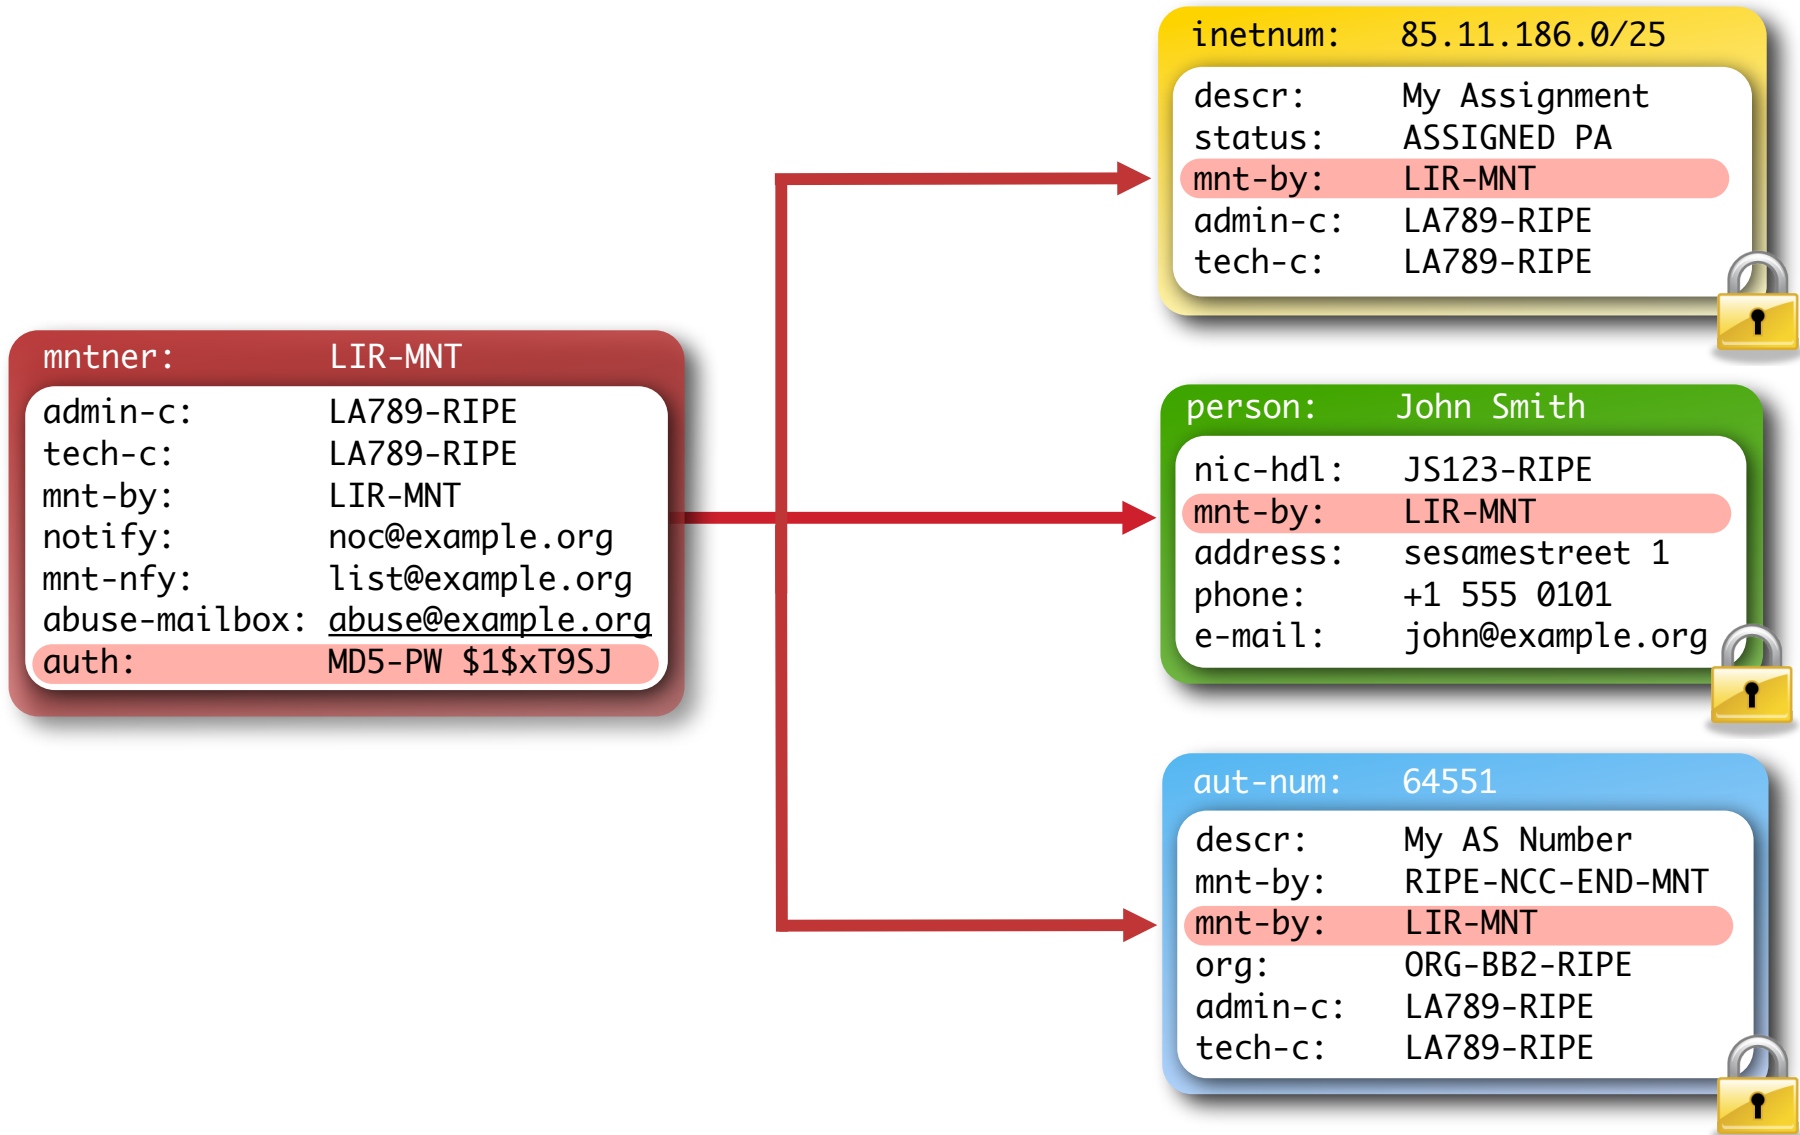 mntner: LIR-MNT
admin-c: LA789-RIPE
tech-c: LA789-RIPE
mnt-by: LIR-MNT
notify: noc@example.org
mnt-nfy: list@example.org
abuse-mailbox: abuse@example.org
auth: MD5-PW $1$xT9SJ
inetnum: 85.11.186.0/25
descr: My Assignment
status: ASSIGNED PA
mnt-by: LIR-MNT
admin-c: LA789-RIPE
tech-c: LA789-RIPE
person: John Smith
nic-hdl: JS123-RIPE
mnt-by: LIR-MNT
address: sesamestreet 1
phone: +1 555 0101
e-mail: john@example.org
aut-num: 64551
descr: My AS Number
mnt-by: RIPE-NCC-END-MNT
mnt-by: LIR-MNT
org: ORG-BB2-RIPE
admin-c: LA789-RIPE
tech-c: LA789-RIPE